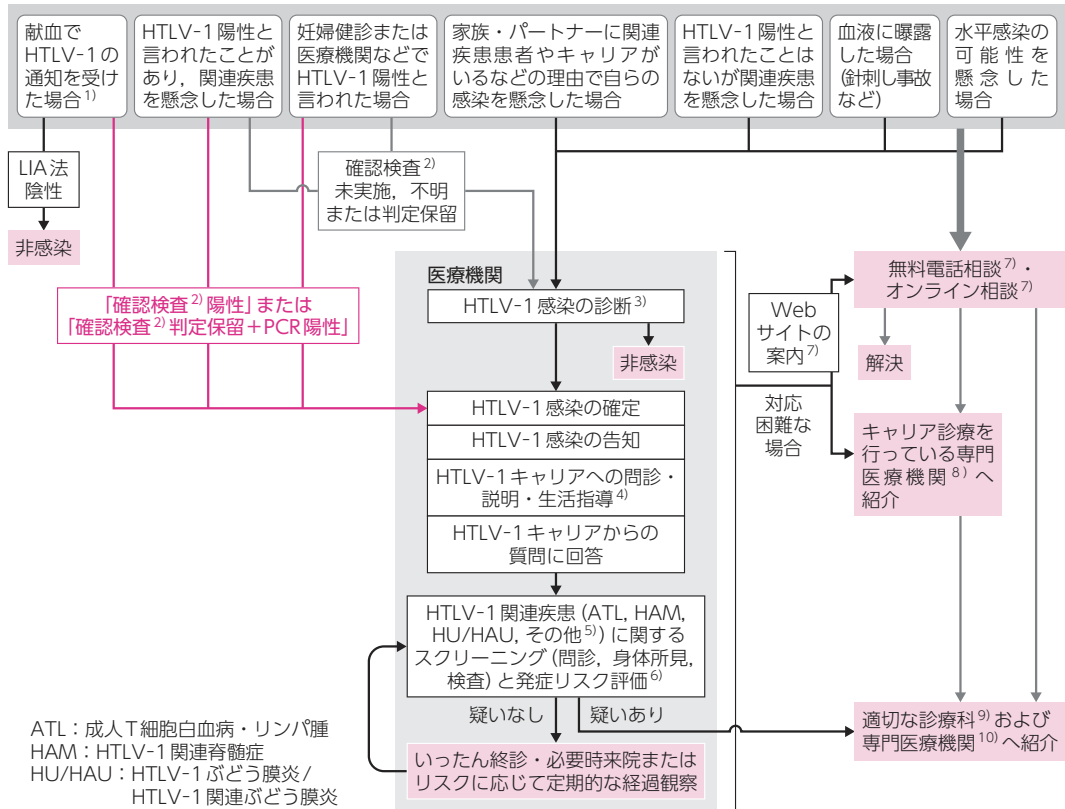 献血で
HTLV-1の
通知を受け
た場合1)
HTLV-1陽性と
言われたことが
あり，関連疾患
を懸念した場合
妊婦健診または
医療機関などで
HTLV-1陽性と
言われた場合
家族・パートナーに関連
疾患患者やキャリアが
いるなどの理由で自らの
感染を懸念した場合
HTLV-1陽性と
言われたことは
ないが関連疾患
を懸念した場合
血液に曝露
した場合
(針刺し事故
など)
水平感染の
可能性を
懸念した
場合
LIA法
陰性
非感染
確認検査2)
未実施，不明
または判定保留
「確認検査2)陽性」または
「確認検査2)判定保留＋PCR陽性」
医療機関
HTLV-1感染の診断3)
非感染
HTLV-1感染の確定
HTLV-1感染の告知
HTLV-1キャリアへの問診・
説明・生活指導4)
HTLV-1キャリアからの
質問に回答
HTLV-1関連疾患(ATL, HAM,
HU/HAU, その他5))に関する
スクリーニング(問診，身体所見，
検査)と発症リスク評価6)
疑いなし
疑いあり
いったん終診・必要時来院または
リスクに応じて定期的な経過観察
Web
サイトの
案内7)
対応
困難な
場合
無料電話相談7)・
オンライン相談7)
解決
キャリア診療を
行っている専門
医療機関8)へ
紹介
適切な診療科9)および
専門医療機関10)へ紹介
ATL：成人T細胞白血病・リンパ腫
HAM：HTLV-1関連脊髄症
HU/HAU：HTLV-1ぶどう膜炎/
HTLV-1関連ぶどう膜炎